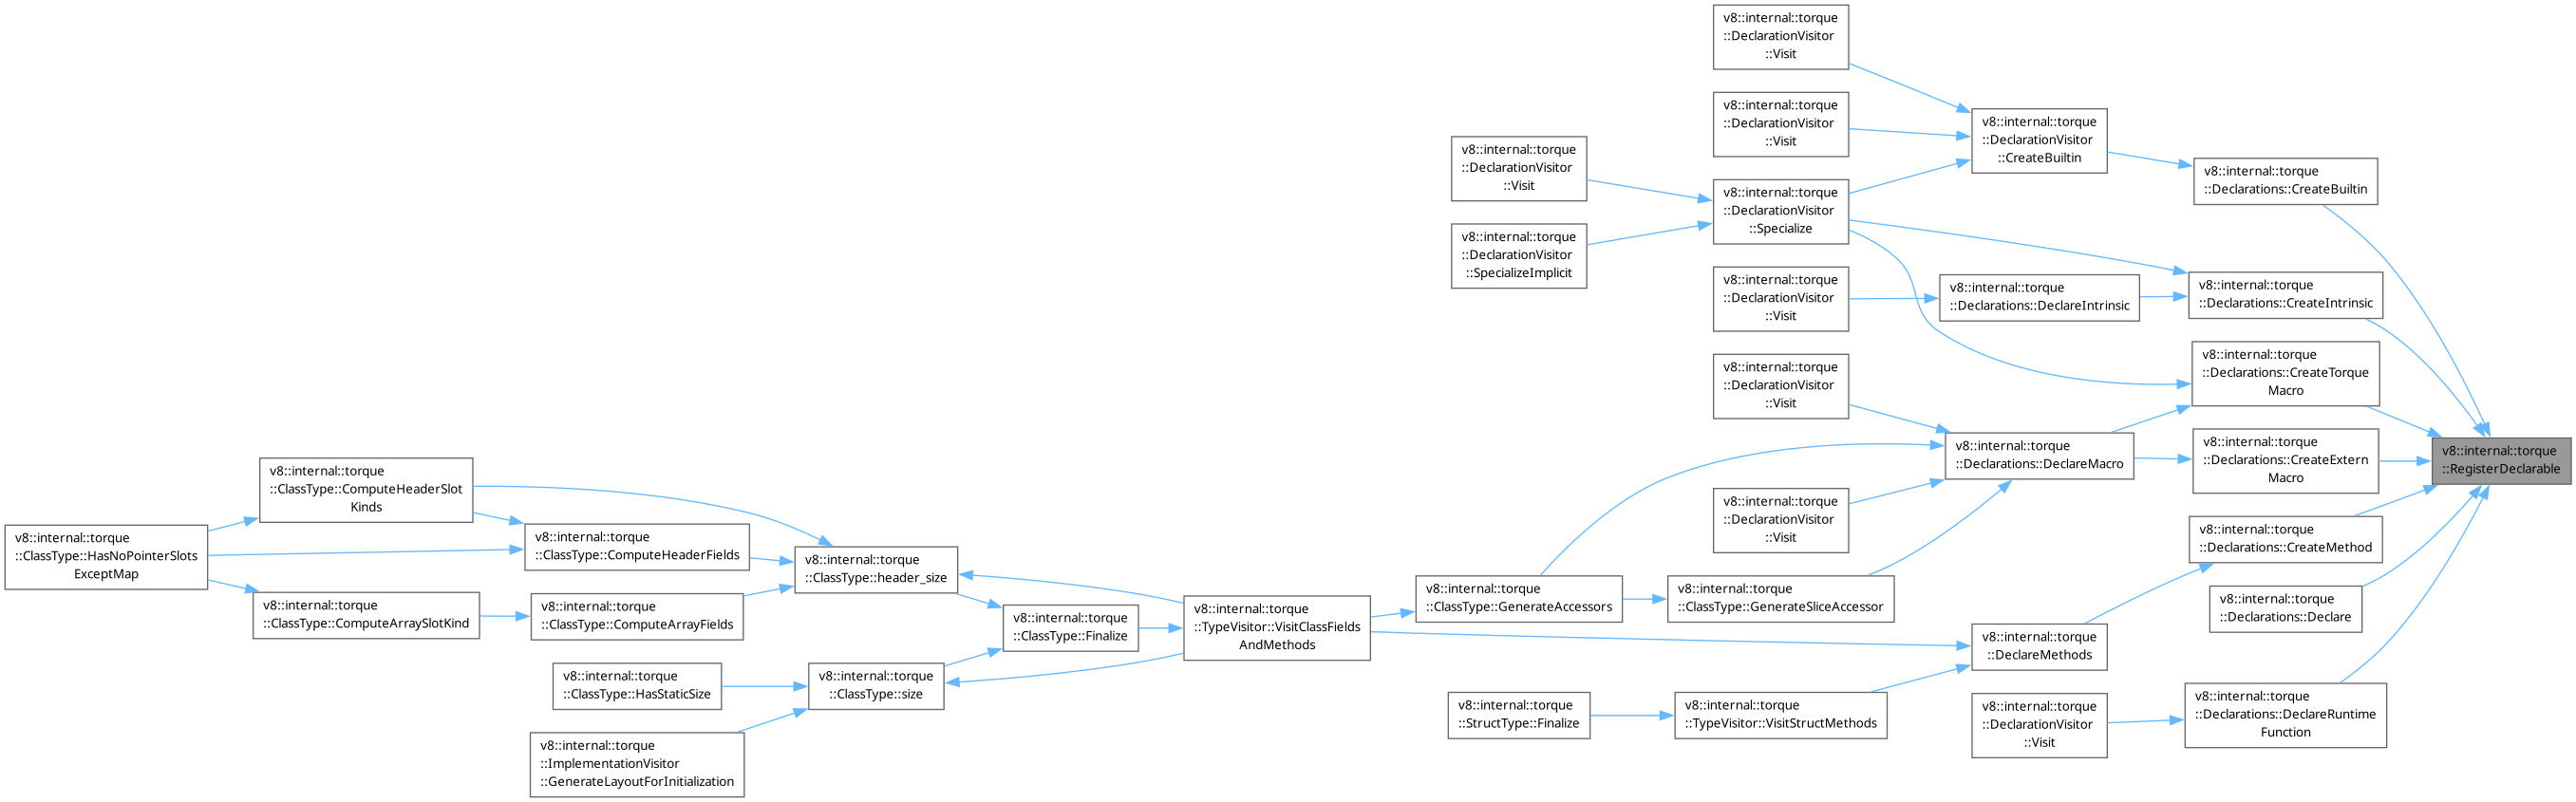 v8::internal::torque
::DeclarationVisitor
::Visit
v8::internal::torque
::DeclarationVisitor
::Visit
v8::internal::torque
::DeclarationVisitor
::CreateBuiltin
v8::internal::torque
::DeclarationVisitor
::Visit
v8::internal::torque
::Declarations::CreateBuiltin
v8::internal::torque
::DeclarationVisitor
::Specialize
v8::internal::torque
::DeclarationVisitor
::SpecializeImplicit
v8::internal::torque
::DeclarationVisitor
::Visit
v8::internal::torque
::Declarations::DeclareIntrinsic
v8::internal::torque
::Declarations::CreateIntrinsic
v8::internal::torque
::Declarations::CreateTorque
Macro
v8::internal::torque
::DeclarationVisitor
::Visit
v8::internal::torque
::Declarations::DeclareMacro
v8::internal::torque
::Declarations::CreateExtern
Macro
v8::internal::torque
::RegisterDeclarable
v8::internal::torque
::ClassType::ComputeHeaderSlot
Kinds
v8::internal::torque
::DeclarationVisitor
::Visit
v8::internal::torque
::ClassType::HasNoPointerSlots
ExceptMap
v8::internal::torque
::ClassType::ComputeHeaderFields
v8::internal::torque
::ClassType::header_size
v8::internal::torque
::Declarations::CreateMethod
v8::internal::torque
::ClassType::ComputeArraySlotKind
v8::internal::torque
::ClassType::ComputeArrayFields
v8::internal::torque
::ClassType::Finalize
v8::internal::torque
::TypeVisitor::VisitClassFields
AndMethods
v8::internal::torque
::ClassType::GenerateAccessors
v8::internal::torque
::ClassType::GenerateSliceAccessor
v8::internal::torque
::Declarations::Declare
v8::internal::torque
::DeclareMethods
v8::internal::torque
::ClassType::HasStaticSize
v8::internal::torque
::ClassType::size
v8::internal::torque
::StructType::Finalize
v8::internal::torque
::TypeVisitor::VisitStructMethods
v8::internal::torque
::DeclarationVisitor
::Visit
v8::internal::torque
::Declarations::DeclareRuntime
Function
v8::internal::torque
::ImplementationVisitor
::GenerateLayoutForInitialization